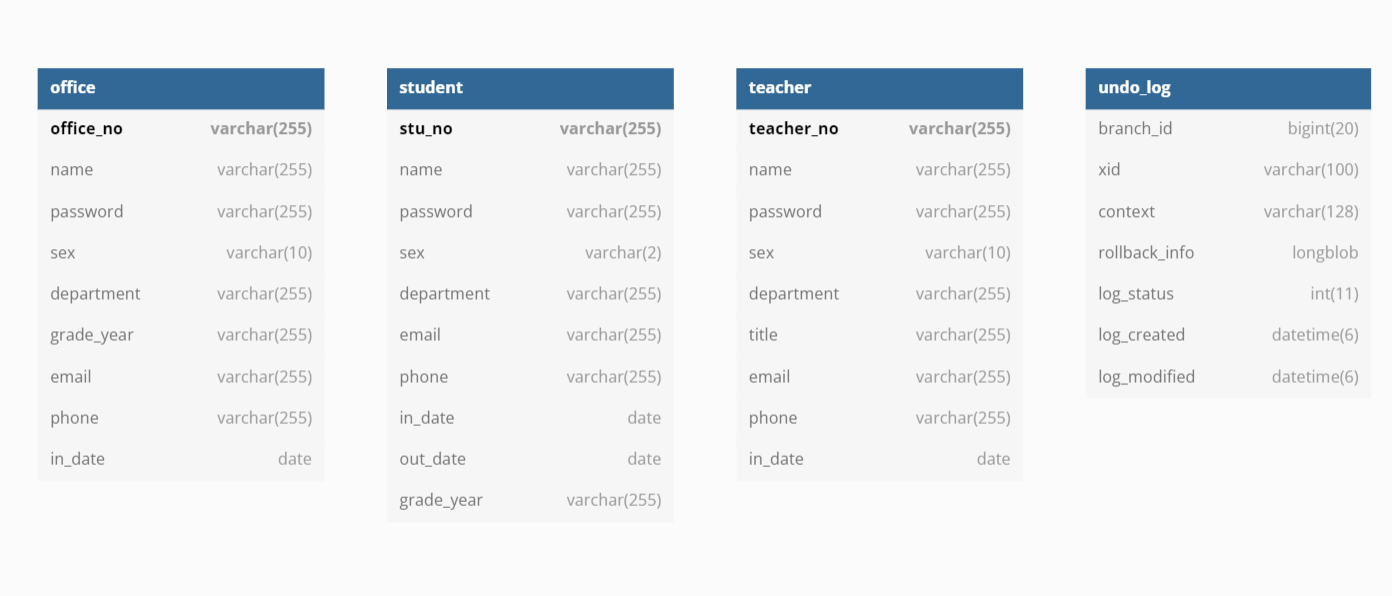 office
office_no varchar(255)
name varchar(255)
password varchar(255)
sex varchar(10)
department varchar(255)
grade_year varchar(255)
email varchar(255)
phone varchar(255)
in_date date
student
stu_no varchar(255)
name varchar(255)
password varchar(255)
sex varchar(2)
department varchar(255)
email varchar(255)
phone varchar(255)
in_date date
out_date date
grade_year varchar(255)
teacher
teacher_no varchar(255)
name varchar(255)
password varchar(255)
sex varchar(10)
department varchar(255)
title varchar(255)
email varchar(255)
phone varchar(255)
in_date date
undo_log
branch_id bigint(20)
xid varchar(100)
context varchar(128)
rollback_info longblob
log_status int(11)
log_created datetime(6)
log_modified datetime(6)